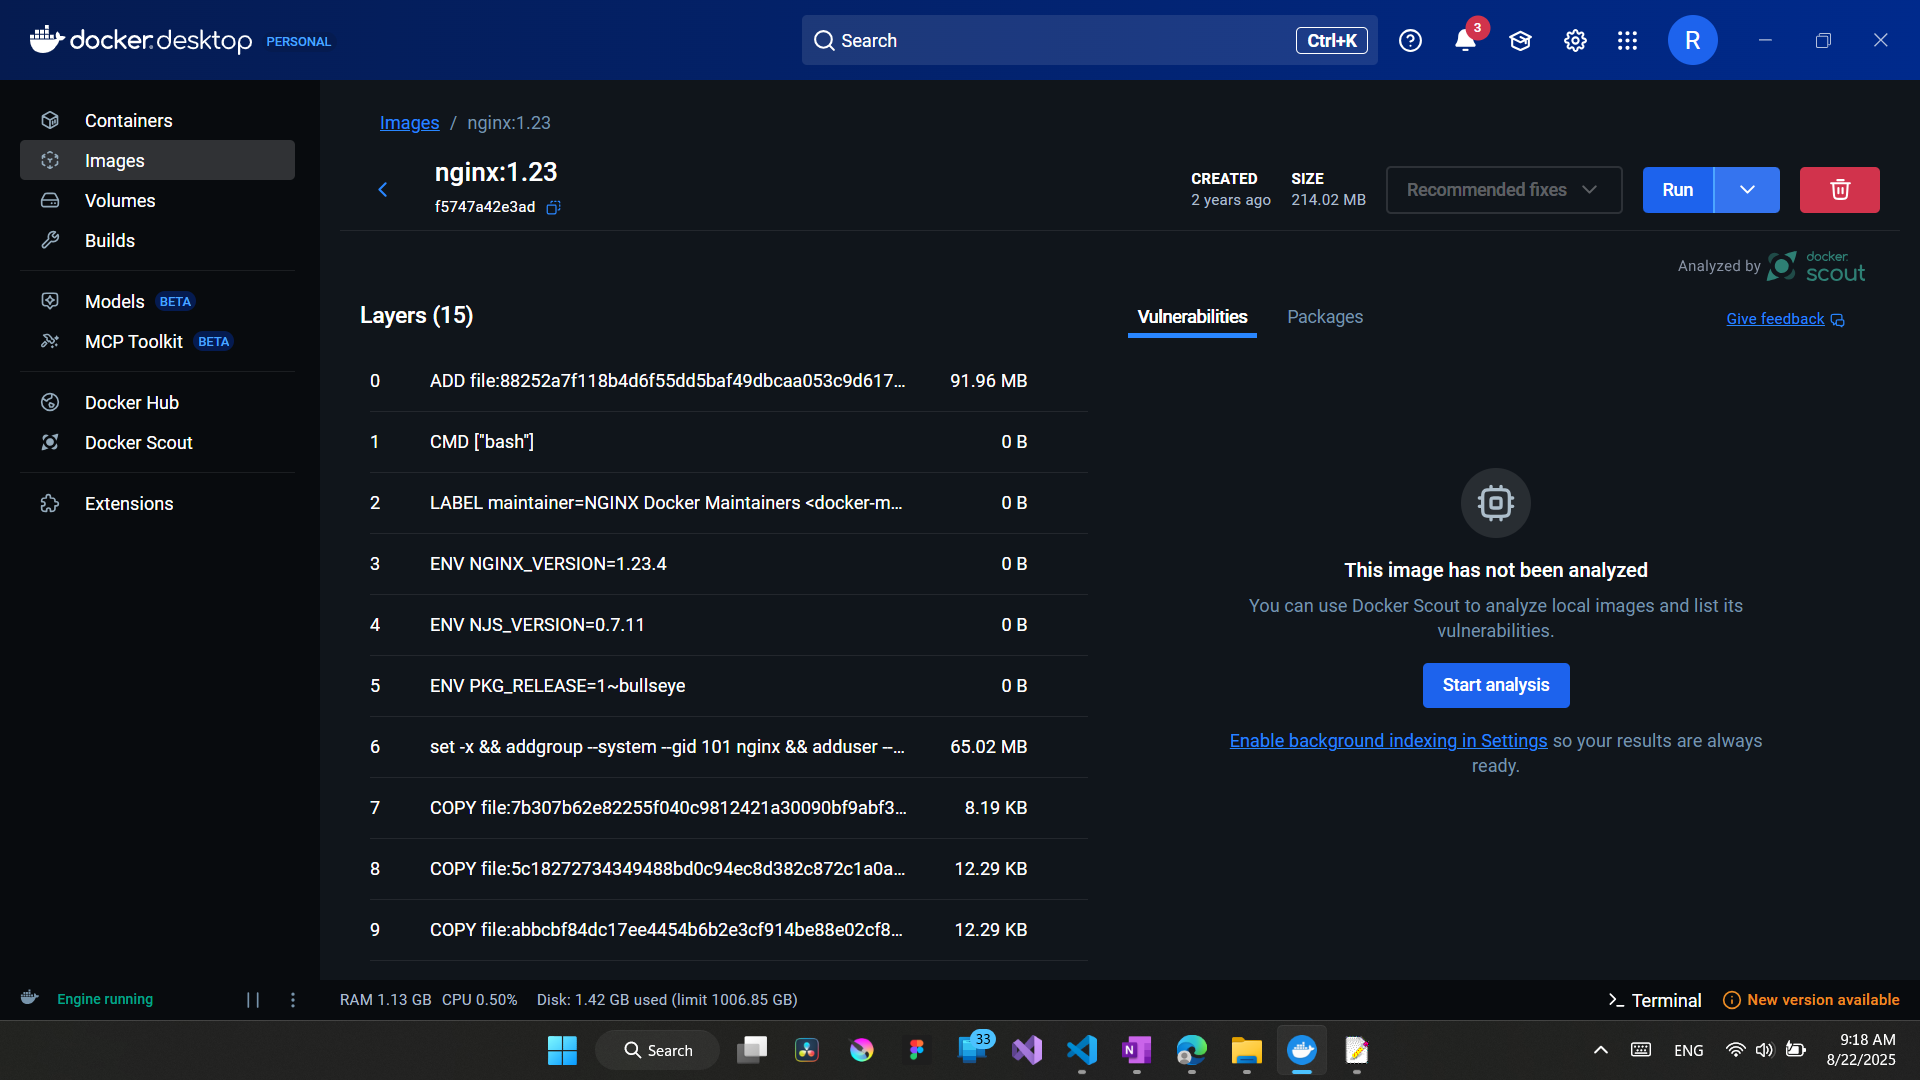 docker.desktop PERSONAL
Search Ctrl+K
3
R
Containers
Images
Volumes
Builds
Models BETA
MCP Toolkit BETA
Docker Hub
Docker Scout
Extensions
Images / nginx:1.23
nginx:1.23
f5747a42e3ad
CREATED
2 years ago
SIZE
214.02 MB
Recommended fixes
Run
Analyzed by docker scout
Layers (15)
0 ADD file:88252a7f118b4d6f55dd5baf49dbcaa053c9d617... 91.96 MB
1 CMD ["bash"] 0 B
2 LABEL maintainer=NGINX Docker Maintainers <docker-m... 0 B
3 ENV NGINX_VERSION=1.23.4 0 B
4 ENV NJS_VERSION=0.7.11 0 B
5 ENV PKG_RELEASE=1~bullseye 0 B
6 set -x && addgroup --system --gid 101 nginx && adduser --... 65.02 MB
7 COPY file:7b307b62e82255f040c9812421a30090bf9abf3... 8.19 KB
8 COPY file:5c18272734349488bd0c94ec8d382c872c1a0a... 12.29 KB
9 COPY file:abbcbf84dc17ee4454b6b2e3cf914be88e02cf8... 12.29 KB
Vulnerabilities Packages
Give feedback
This image has not been analyzed
You can use Docker Scout to analyze local images and list its
vulnerabilities.
Start analysis
Enable background indexing in Settings so your results are always
ready.
Engine running
RAM 1.13 GB CPU 0.50% Disk: 1.42 GB used (limit 1006.85 GB)
Terminal
New version available
Search
33
ENG
9:18 AM
8/22/2025